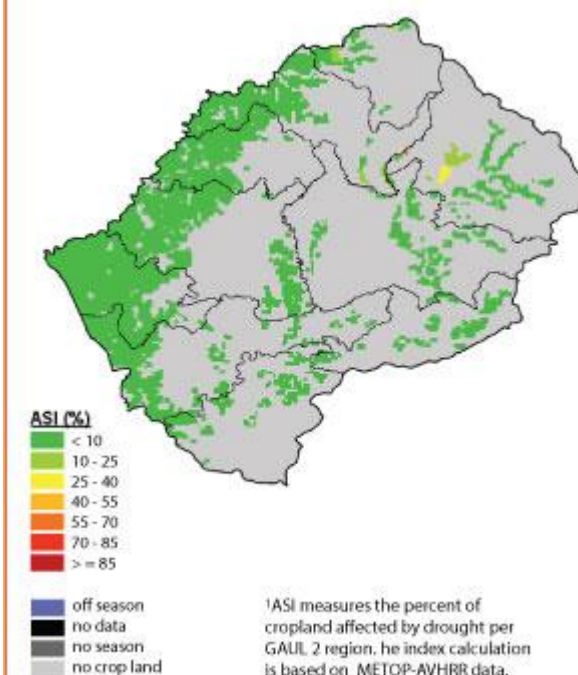 ASI (%)
< 10
10 - 25
25 - 40
40 - 55
55 - 70
70 - 85
> = 85
off season
no data
no season
no crop land
¹ASI measures the percent of
cropland affected by drought per
GAUL 2 region. he index calculation
is based on METOP-AVHRR data.